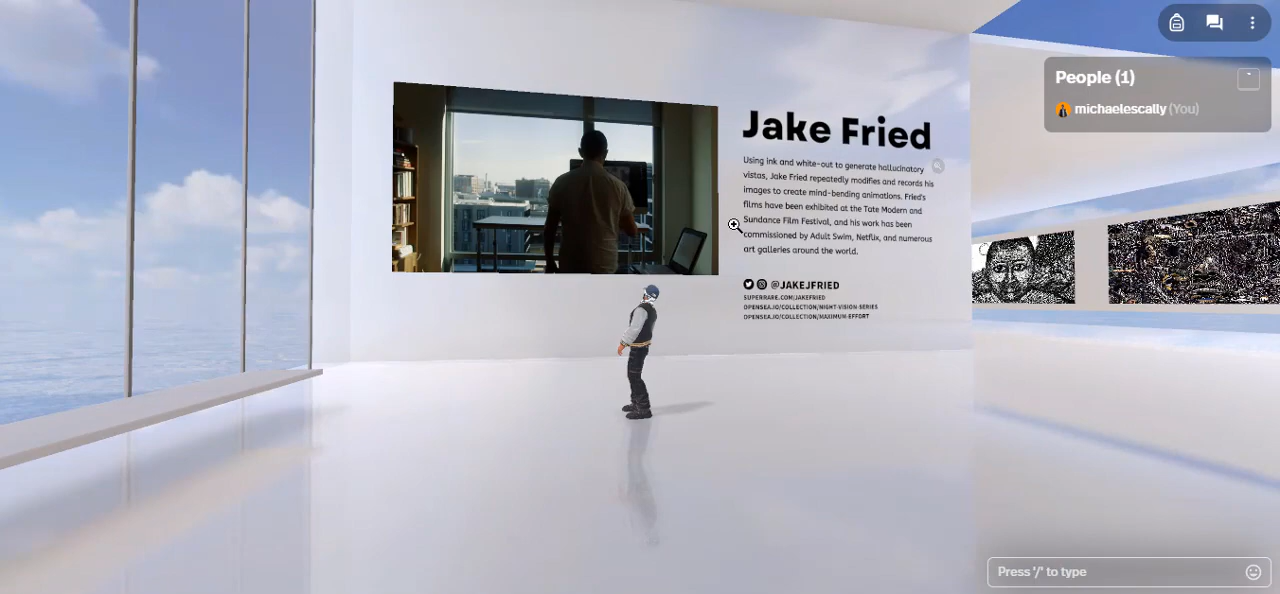 People (1)
michaelescally (You)
Jake Fried
Using ink and white-out to generate hallucinatory
vistas, Jake Fried repeatedly modifies and records his
images to create mind-bending animations. Fried's
films have been exhibited at the Tate Modern and
Sundance Film Festival, and his work has been
commissioned by Adult Swim, Netflix, and numerous
art galleries around the world.
@JAKEJFRIED
SUPERRARE.COM/JAKEFRIED
OPENSEA.IO/COLLECTION/NIGHT-VISION-SERIES
OPENSEA.IO/COLLECTION/MAXIMUM-EFFORT
Press '/' to type